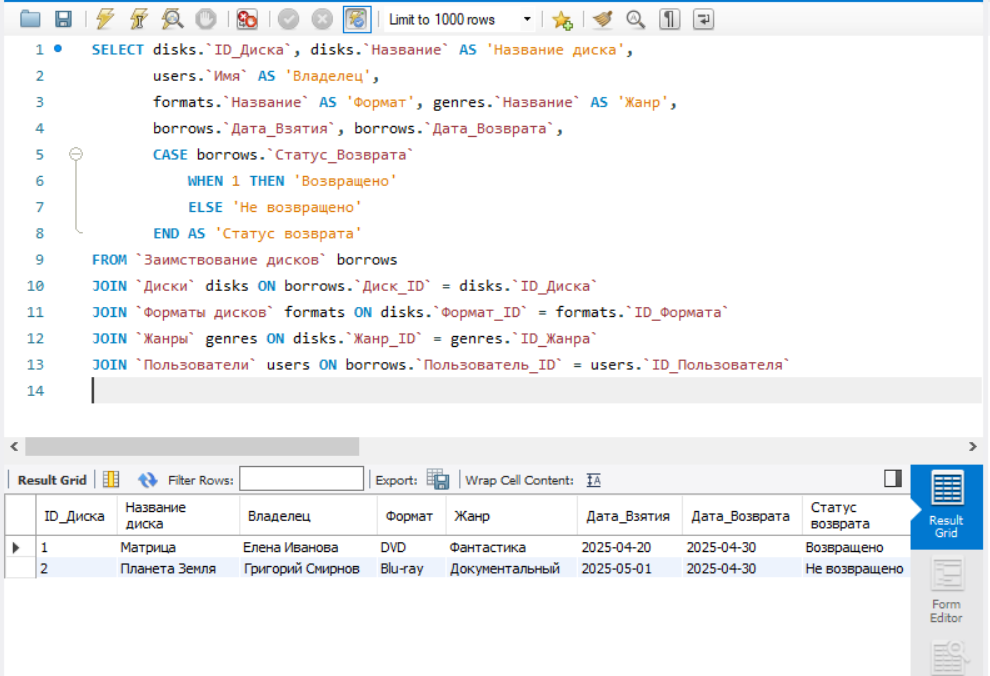 Limit to 1000 rows
1 SELECT disks.`ID_Диска`, disks.`Название` AS 'Название диска',
2 users.`Имя` AS 'Владелец',
3 formats.`Название` AS 'Формат', genres.`Название` AS 'Жанр',
4 borrows.`Дата_Взятия`, borrows.`Дата_Возврата`,
5 CASE borrows.`Статус_Возврата`
6 WHEN 1 THEN 'Возвращено'
7 ELSE 'Не возвращено'
8 END AS 'Статус возврата'
9 FROM `Заимствование дисков` borrows
10 JOIN `Диски` disks ON borrows.`Диск_ID` = disks.`ID_Диска`
11 JOIN `Форматы дисков` formats ON disks.`Формат_ID` = formats.`ID_Формата`
12 JOIN `Жанры` genres ON disks.`Жанр_ID` = genres.`ID_Жанра`
13 JOIN `Пользователи` users ON borrows.`Пользователь_ID` = users.`ID_Пользователя`
14
Result Grid Filter Rows: Export: Wrap Cell Content:
ID_Диска Название диска Владелец Формат Жанр Дата_Взятия Дата_Возврата Статус возврата
1 Матрица Елена Иванова DVD Фантастика 2025-04-20 2025-04-30 Возвращено
2 Планета Земля Григорий Смирнов Blu-ray Документальный 2025-05-01 2025-04-30 Не возвращено
Result
Grid
Form
Editor